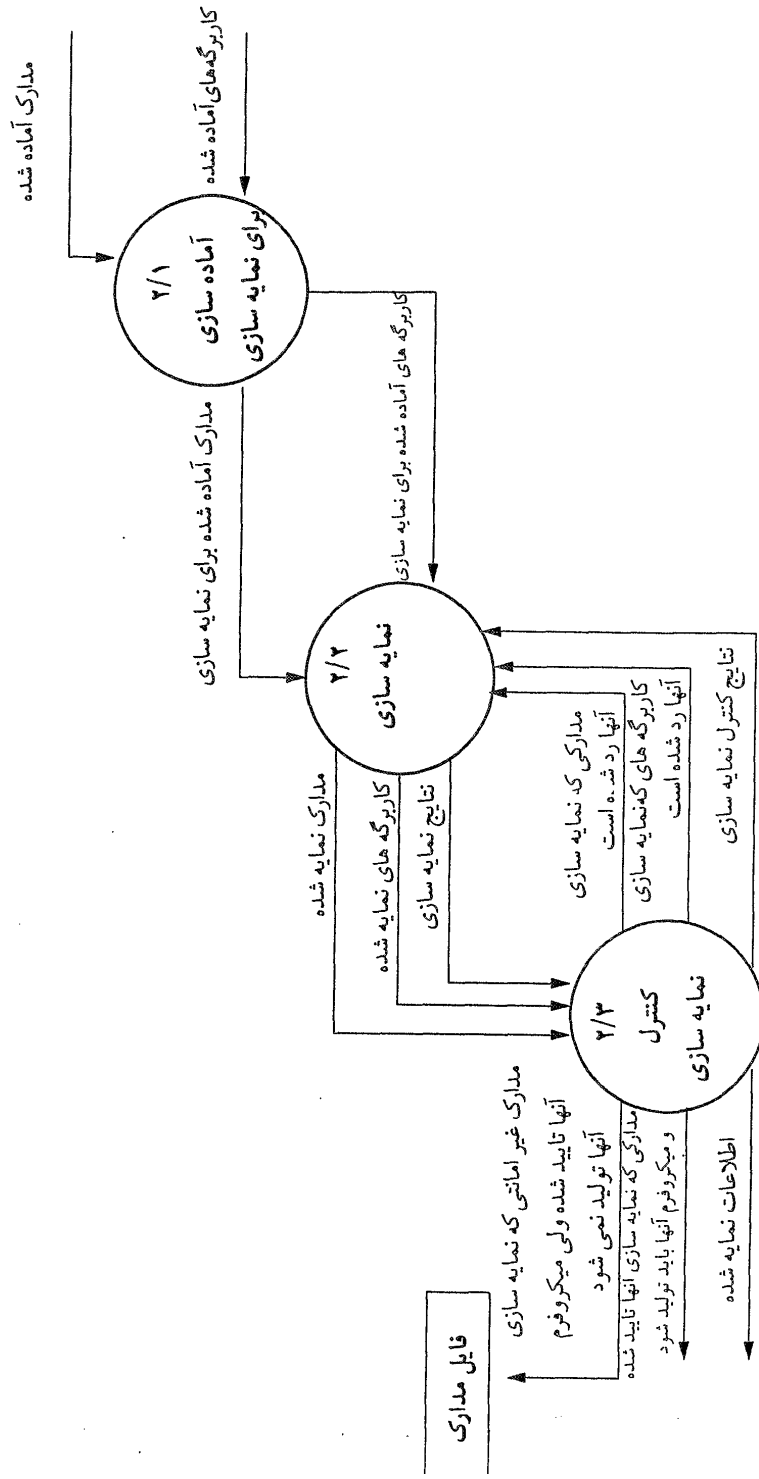 مدارک آماده شده
کاربرگه‌های آماده شده
۲/۱
آماده سازی
برای نمایه سازی
مدارک آماده شده برای نمایه سازی
کاربرگه های آماده شده برای نمایه سازی
۲/۲
نمایه سازی
مدارک نمایه شده
کاربرگه های نمایه شده
نتایج نمایه سازی
مدارکی که نمایه سازی
آنها رد شده است
کاربرگه های که نمایه سازی
آنها رد شده است
نتایج کنترل نمایه سازی
۲/۳
کنترل
نمایه سازی
مدارک غیر امانتی که نمایه سازی
آنها تایید شده ولی میکروفرم
آنها تولید نمی شود
مدارکی که نمایه سازی آنها تایید شده
و میکروفرم آنها باید تولید شود
اطلاعات نمایه شده
فایل مدارک